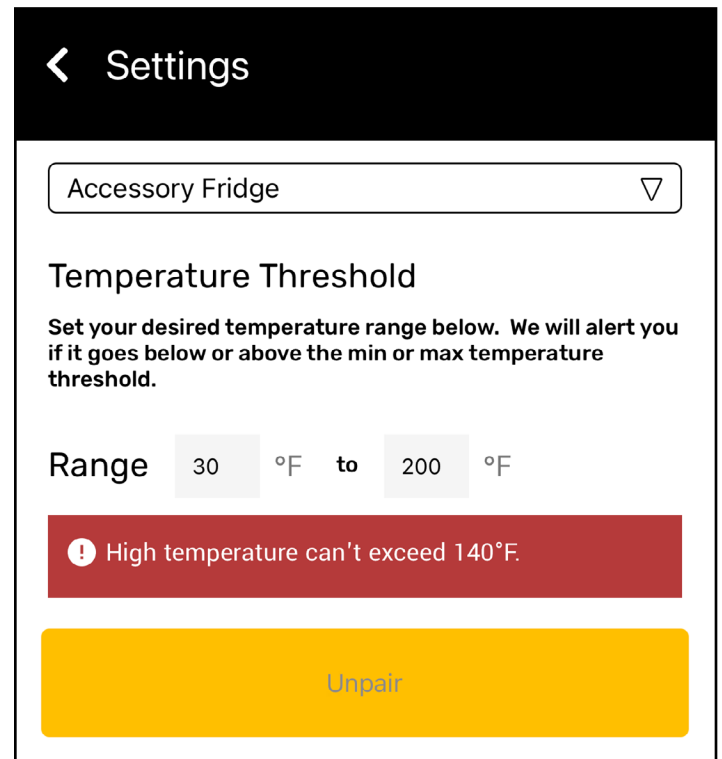 Settings
Accessory Fridge
Temperature Threshold
Set your desired temperature range below.  We will alert you
if it goes below or above the min or max temperature
threshold.
Range 30 °F to 200 °F
High temperature can't exceed 140°F.
Unpair